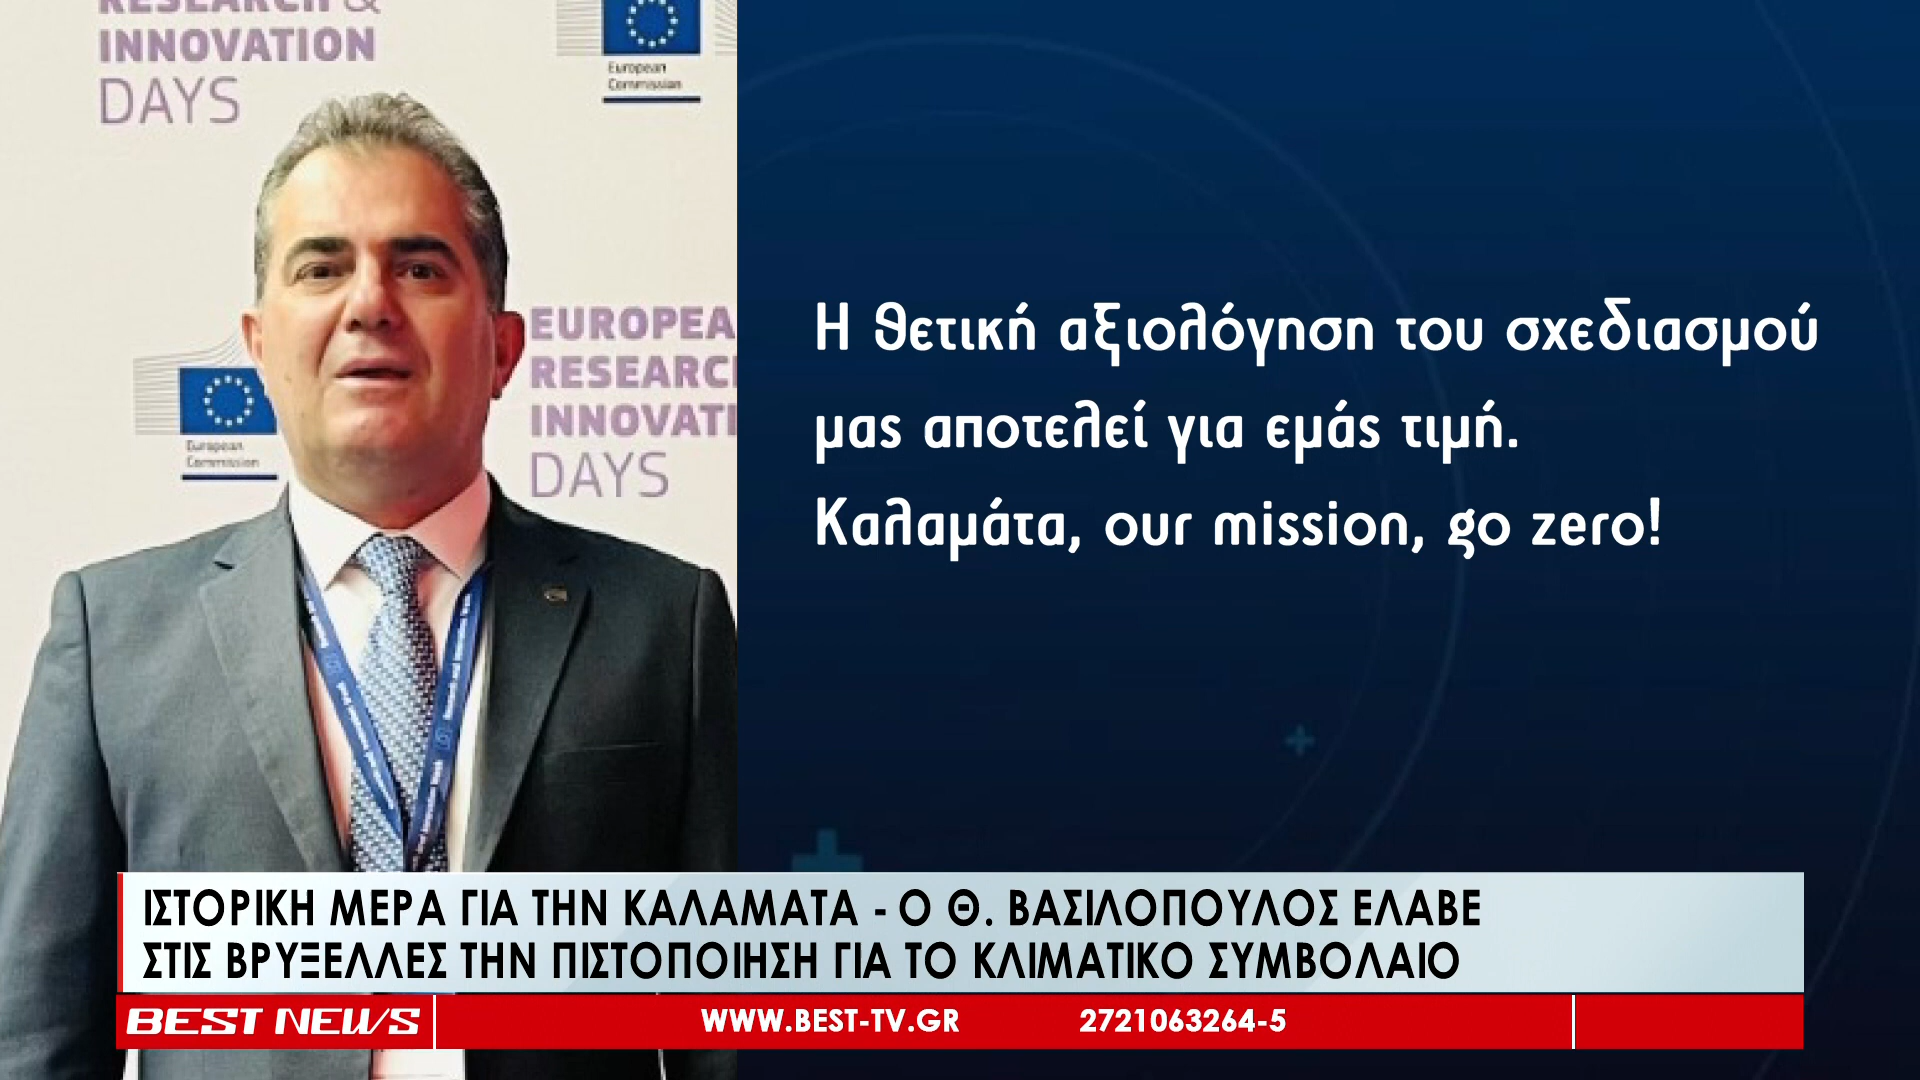 RESEARCH &
INNOVATION
DAYS
European
Commission
EUROPEA
RESEARC
INNOVATI
DAYS
European
Commission
Η θετική αξιολόγηση του σχεδιασμού
μας αποτελεί για εμάς τιμή.
Καλαμάτα, our mission, go zero!
ΙΣΤΟΡΙΚΗ ΜΕΡΑ ΓΙΑ ΤΗΝ ΚΑΛΑΜΑΤΑ - Ο Θ. ΒΑΣΙΛΟΠΟΥΛΟΣ ΕΛΑΒΕ
ΣΤΙΣ ΒΡΥΞΕΛΛΕΣ ΤΗΝ ΠΙΣΤΟΠΟΙΗΣΗ ΓΙΑ ΤΟ ΚΛΙΜΑΤΙΚΟ ΣΥΜΒΟΛΑΙΟ
BEST NEWS WWW.BEST-TV.GR 2721063264-5